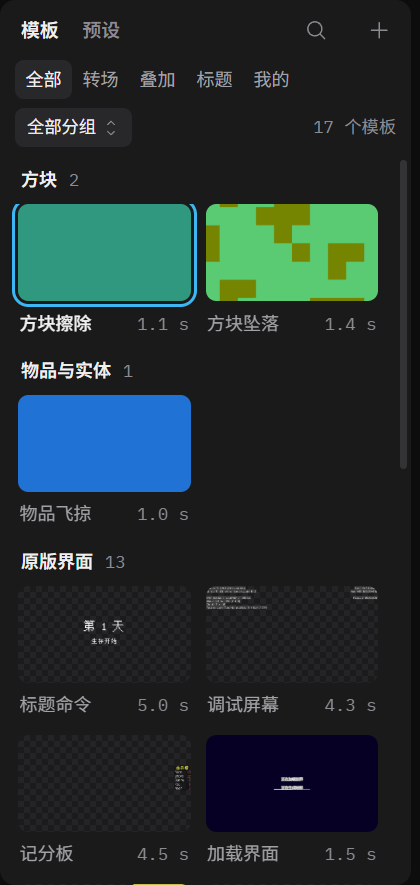 模板 预设
全部 转场 叠加 标题 我的
全部分组 17 个模板
方块 2
方块擦除 1.1 s 方块坠落 1.4 s
物品与实体 1
物品飞掠 1.0 s
原版界面 13
第 1 天
生存开始
标题命令 5.0 s 调试屏幕 4.3 s
记分板 4.5 s 加载界面 1.5 s